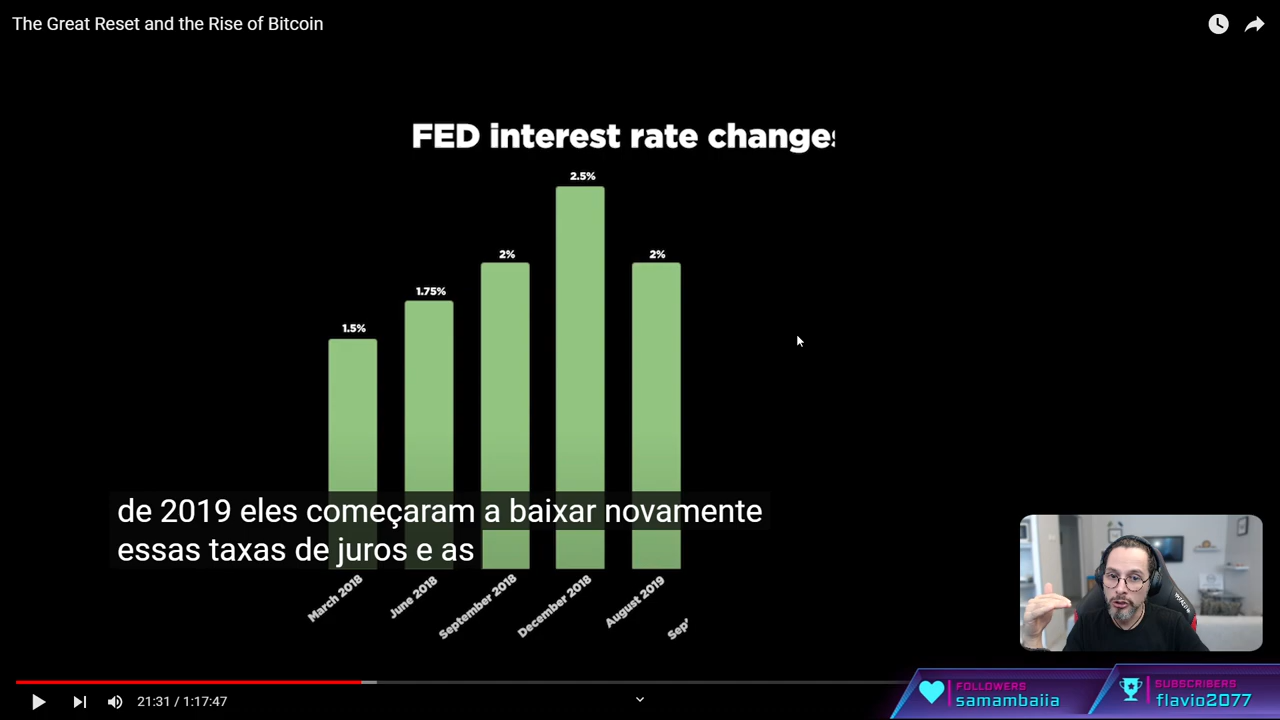 The Great Reset and the Rise of Bitcoin
FED interest rate changes
2.5%
2%
2%
1.75%
1.5%
de 2019 eles começaram a baixar novamente
essas taxas de juros e as
March 2018
June 2018
September 2018
December 2018
August 2019
Sep
21:31 / 1:17:47
FOLLOWERS
samambaiia
SUBSCRIBERS
flavio2077